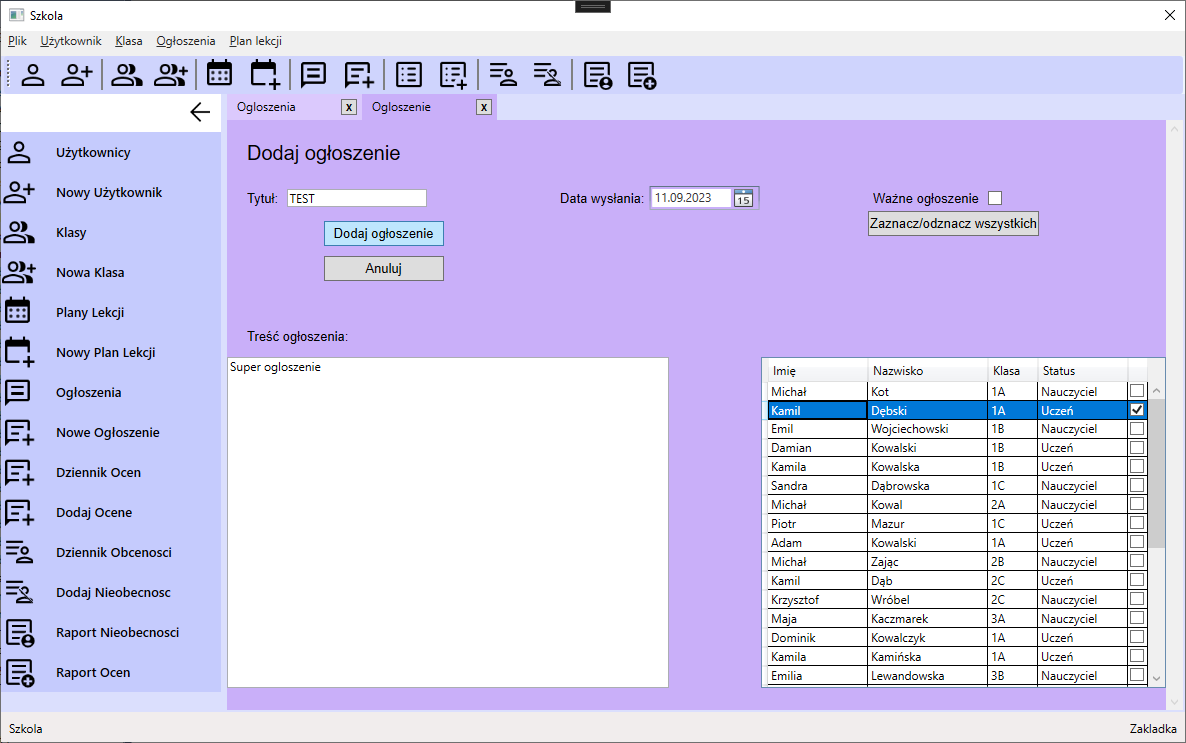 Szkola
Plik Użytkownik Klasa Ogłoszenia Plan lekcji
Ogloszenia x Ogloszenie x
Użytkownicy
Nowy Użytkownik
Klasy
Nowa Klasa
Plany Lekcji
Nowy Plan Lekcji
Ogłoszenia
Nowe Ogłoszenie
Dziennik Ocen
Dodaj Ocene
Dziennik Obcenosci
Dodaj Nieobecnosc
Raport Nieobecnosci
Raport Ocen
Dodaj ogłoszenie
Tytuł: TEST Data wysłania: 11.09.2023 15 Ważne ogłoszenie
Zaznacz/odznacz wszystkich
Dodaj ogłoszenie
Anuluj
Treść ogłoszenia:
Super ogloszenie
Imię Nazwisko Klasa Status
Michał Kot 1A Nauczyciel
Kamil Dębski 1A Uczeń
Emil Wojciechowski 1B Nauczyciel
Damian Kowalski 1B Uczeń
Kamila Kowalska 1B Uczeń
Sandra Dąbrowska 1C Nauczyciel
Michał Kowal 2A Nauczyciel
Piotr Mazur 1C Uczeń
Adam Kowalski 1A Uczeń
Michał Zając 2B Nauczyciel
Kamil Dąb 2C Uczeń
Krzysztof Wróbel 2C Nauczyciel
Maja Kaczmarek 3A Nauczyciel
Dominik Kowalczyk 1A Uczeń
Kamila Kamińska 1A Uczeń
Emilia Lewandowska 3B Nauczyciel
Szkola Zakladka